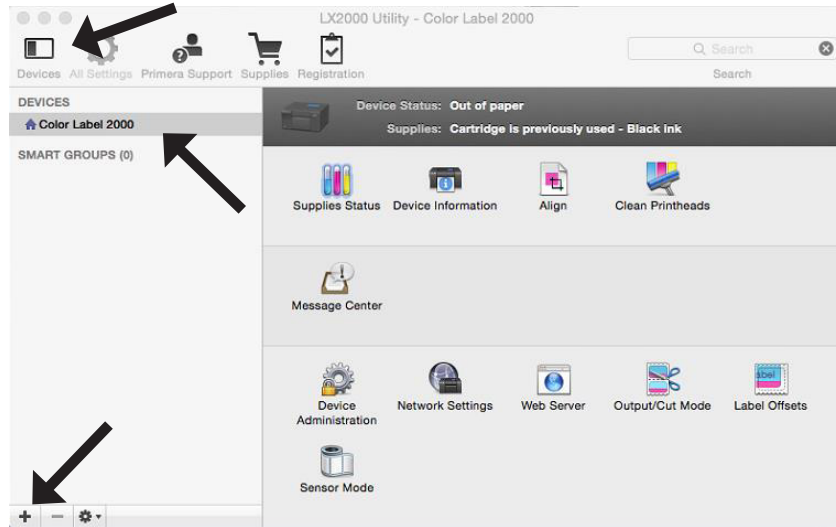 LX2000 Utility - Color Label 2000
Devices All Settings Primera Support Supplies Registration
Search
Search
DEVICES
Color Label 2000
SMART GROUPS (0)
Device Status: Out of paper
Supplies: Cartridge is previously used - Black Ink
Supplies Status Device Information Align Clean Printheads
Message Center
Device Administration Network Settings Web Server Output/Cut Mode Label Offsets
Sensor Mode